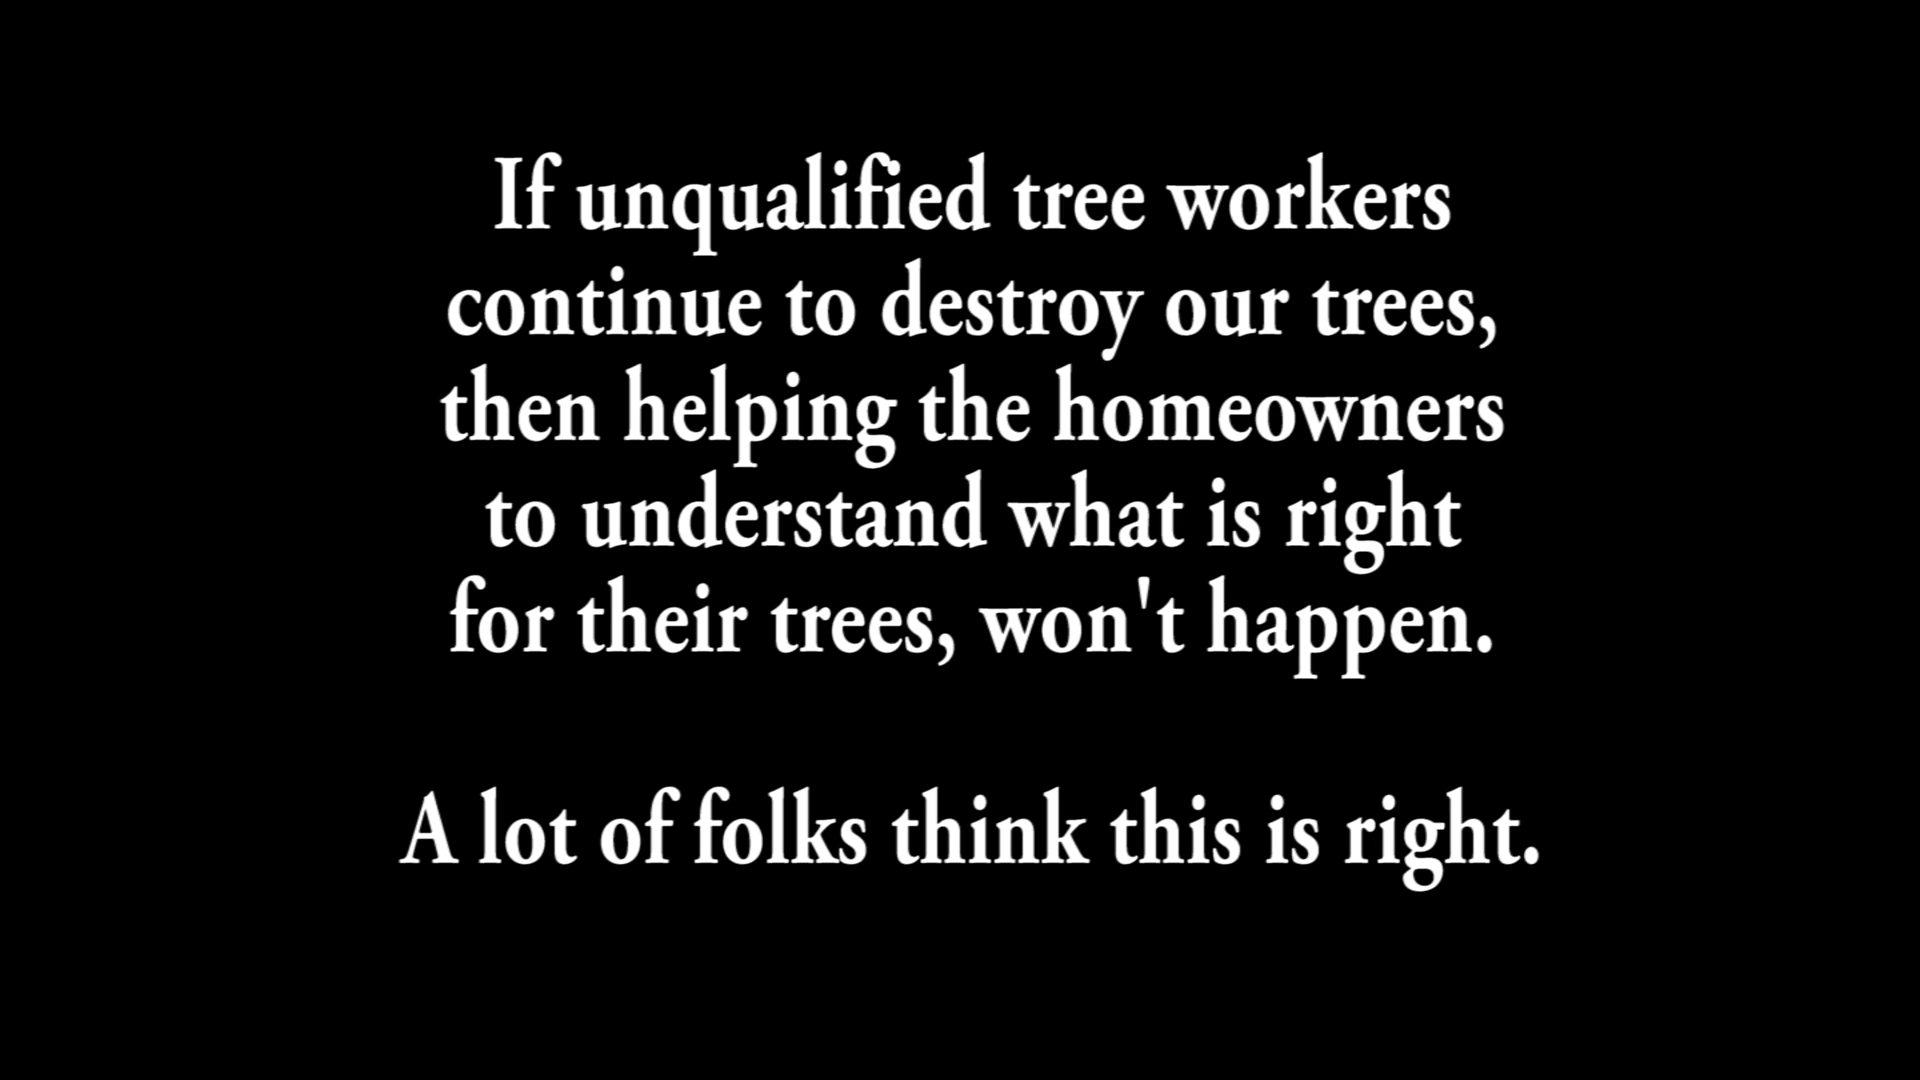 If unqualified tree workers
continue to destroy our trees,
then helping the homeowners
to understand what is right
for their trees, won't happen.
A lot of folks think this is right.